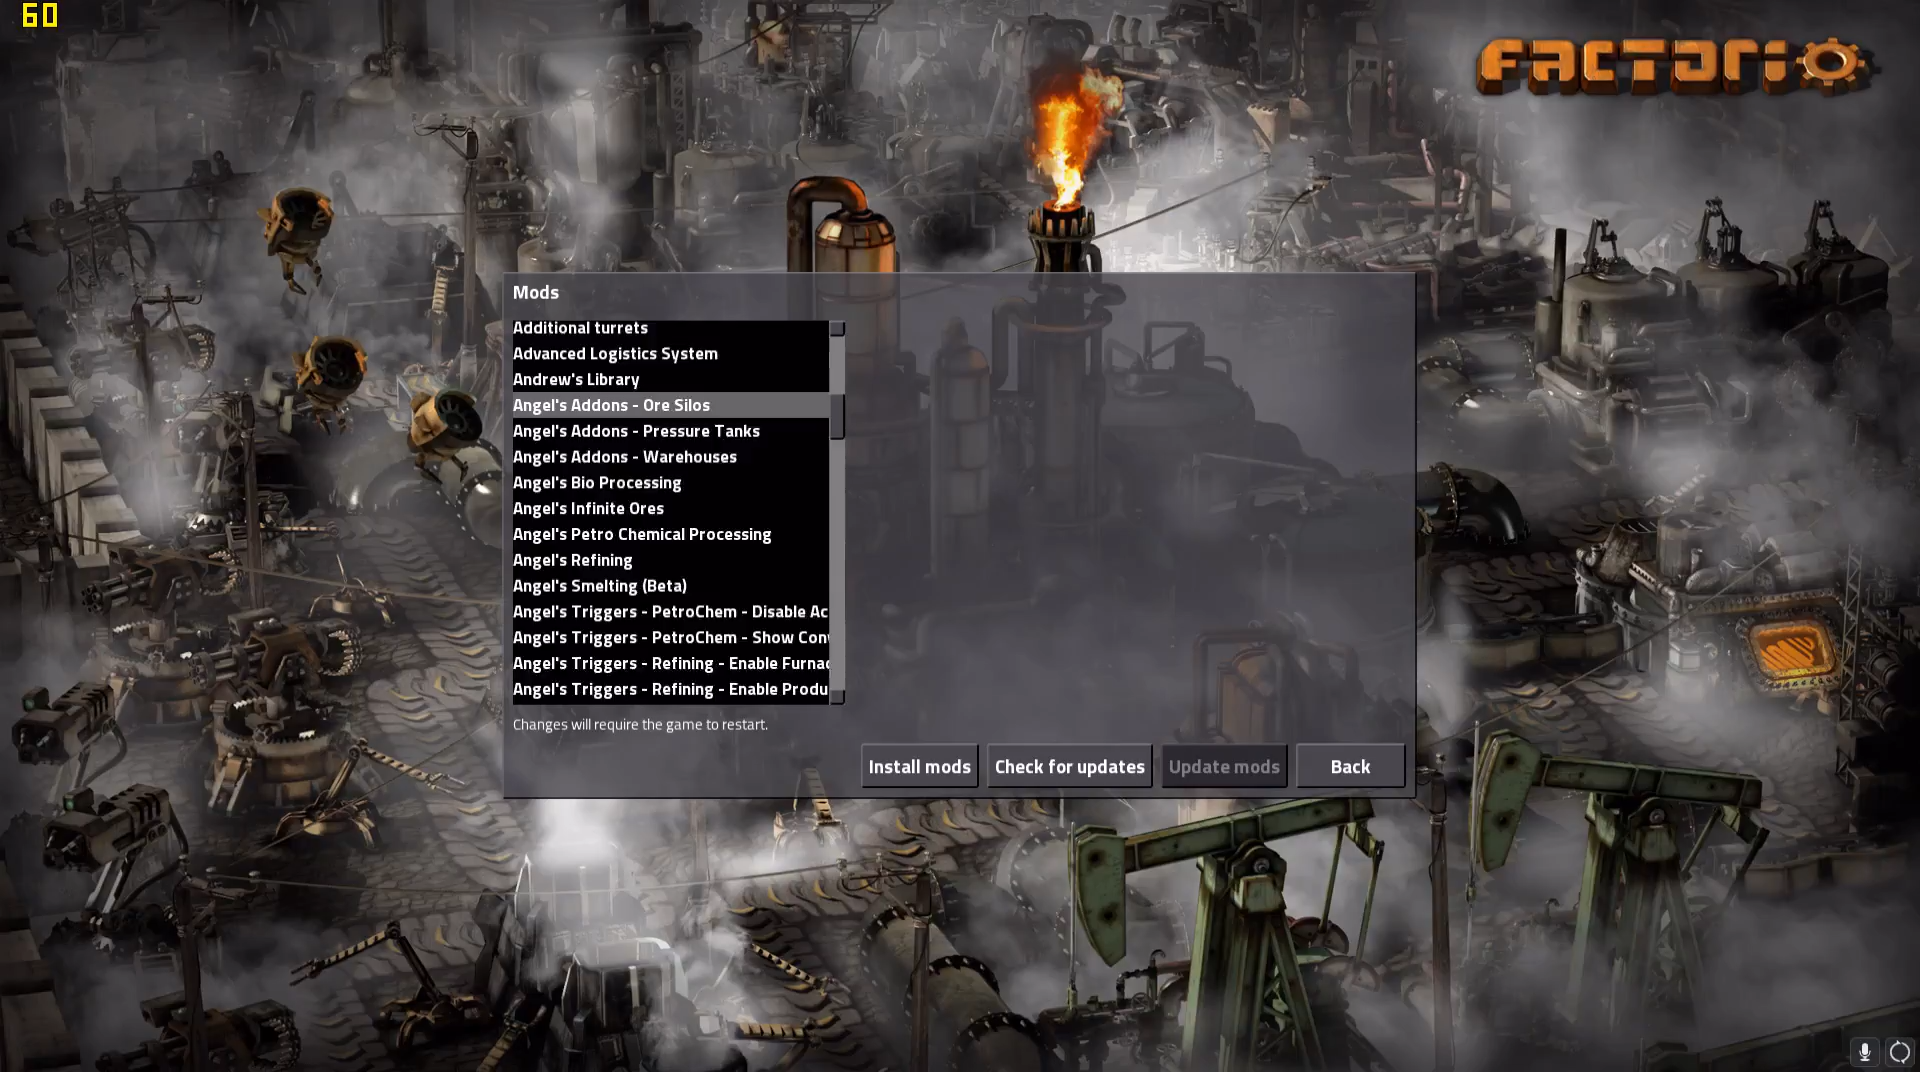 60
FACTORIO
Mods
Additional turrets
Advanced Logistics System
Andrew's Library
Angel's Addons - Ore Silos
Angel's Addons - Pressure Tanks
Angel's Addons - Warehouses
Angel's Bio Processing
Angel's Infinite Ores
Angel's Petro Chemical Processing
Angel's Refining
Angel's Smelting (Beta)
Angel's Triggers - PetroChem - Disable Ac
Angel's Triggers - PetroChem - Show Con
Angel's Triggers - Refining - Enable Furna
Angel's Triggers - Refining - Enable Produ
Changes will require the game to restart.
Install mods
Check for updates
Update mods
Back